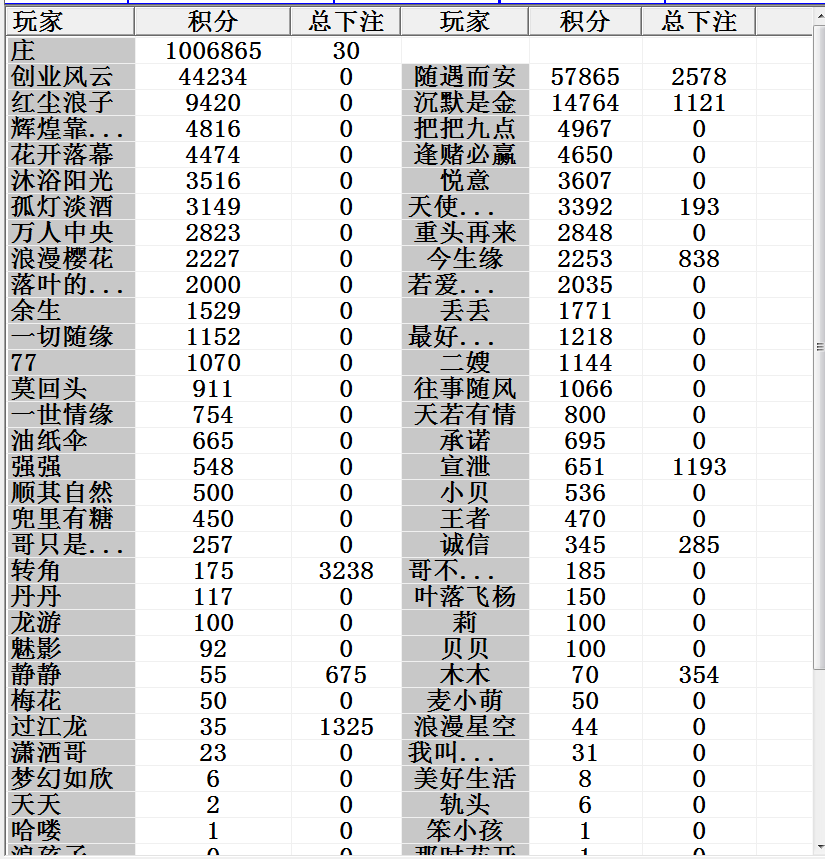 玩家 积分 总下注 玩家 积分 总下注
庄 1006865 30
创业风云 44234 0 随遇而安 57865 2578
红尘浪子 9420 0 沉默是金 14764 1121
辉煌靠... 4816 0 把把九点 4967 0
花开落幕 4474 0 逢赌必赢 4650 0
沐浴阳光 3516 0 悦意 3607 0
孤灯淡酒 3149 0 天使... 3392 193
万人中央 2823 0 重头再来 2848 0
浪漫樱花 2227 0 今生缘 2253 838
落叶的... 2000 0 若爱... 2035 0
余生 1529 0 丢丢 1771 0
一切随缘 1152 0 最好... 1218 0
77 1070 0 二嫂 1144 0
莫回头 911 0 往事随风 1066 0
一世情缘 754 0 天若有情 800 0
油纸伞 665 0 承诺 695 0
强强 548 0 宣泄 651 1193
顺其自然 500 0 小贝 536 0
兜里有糖 450 0 王者 470 0
哥只是... 257 0 诚信 345 285
转角 175 3238 哥不... 185 0
丹丹 117 0 叶落飞杨 150 0
龙游 100 0 莉 100 0
魅影 92 0 贝贝 100 0
静静 55 675 木木 70 354
梅花 50 0 麦小萌 50 0
过江龙 35 1325 浪漫星空 44 0
潇洒哥 23 0 我叫... 31 0
梦幻如欣 6 0 美好生活 8 0
天天 2 0 轨头 6 0
哈喽 1 0 笨小孩 1 0